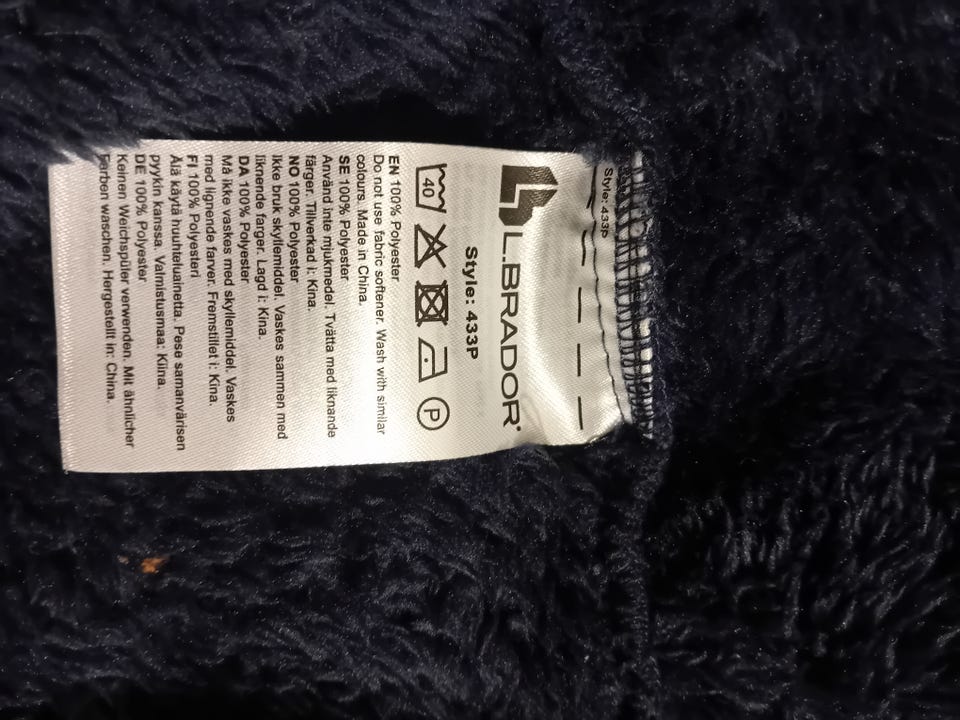 Style: 433P
L.BRADOR®
Style: 433P
40 P
EN 100% Polyester
Do not use fabric softener. Wash with similar
colours. Made in China.
SE 100% Polyester
Använd inte mjukmedel. Tvätta med liknande
färger. Tillverkad i: Kina.
NO 100% Polyester
Ikke bruk skyllemiddel. Vaskes sammen med
liknende farger. Lagd i: Kina.
DA 100% Polyester
Må ikke vaskes med skyllemiddel. Vaskes
med lignende farver. Fremstillet i: Kina.
FI 100% Polyesteri
Älä käytä huuhteluainetta. Pese samanvärisen
pyykin kanssa. Valmistusmaa: Kiina.
DE 100% Polyester
Keinen Weichspüler verwenden. Mit ähnlicher
Farben waschen. Hergestellt in: China.